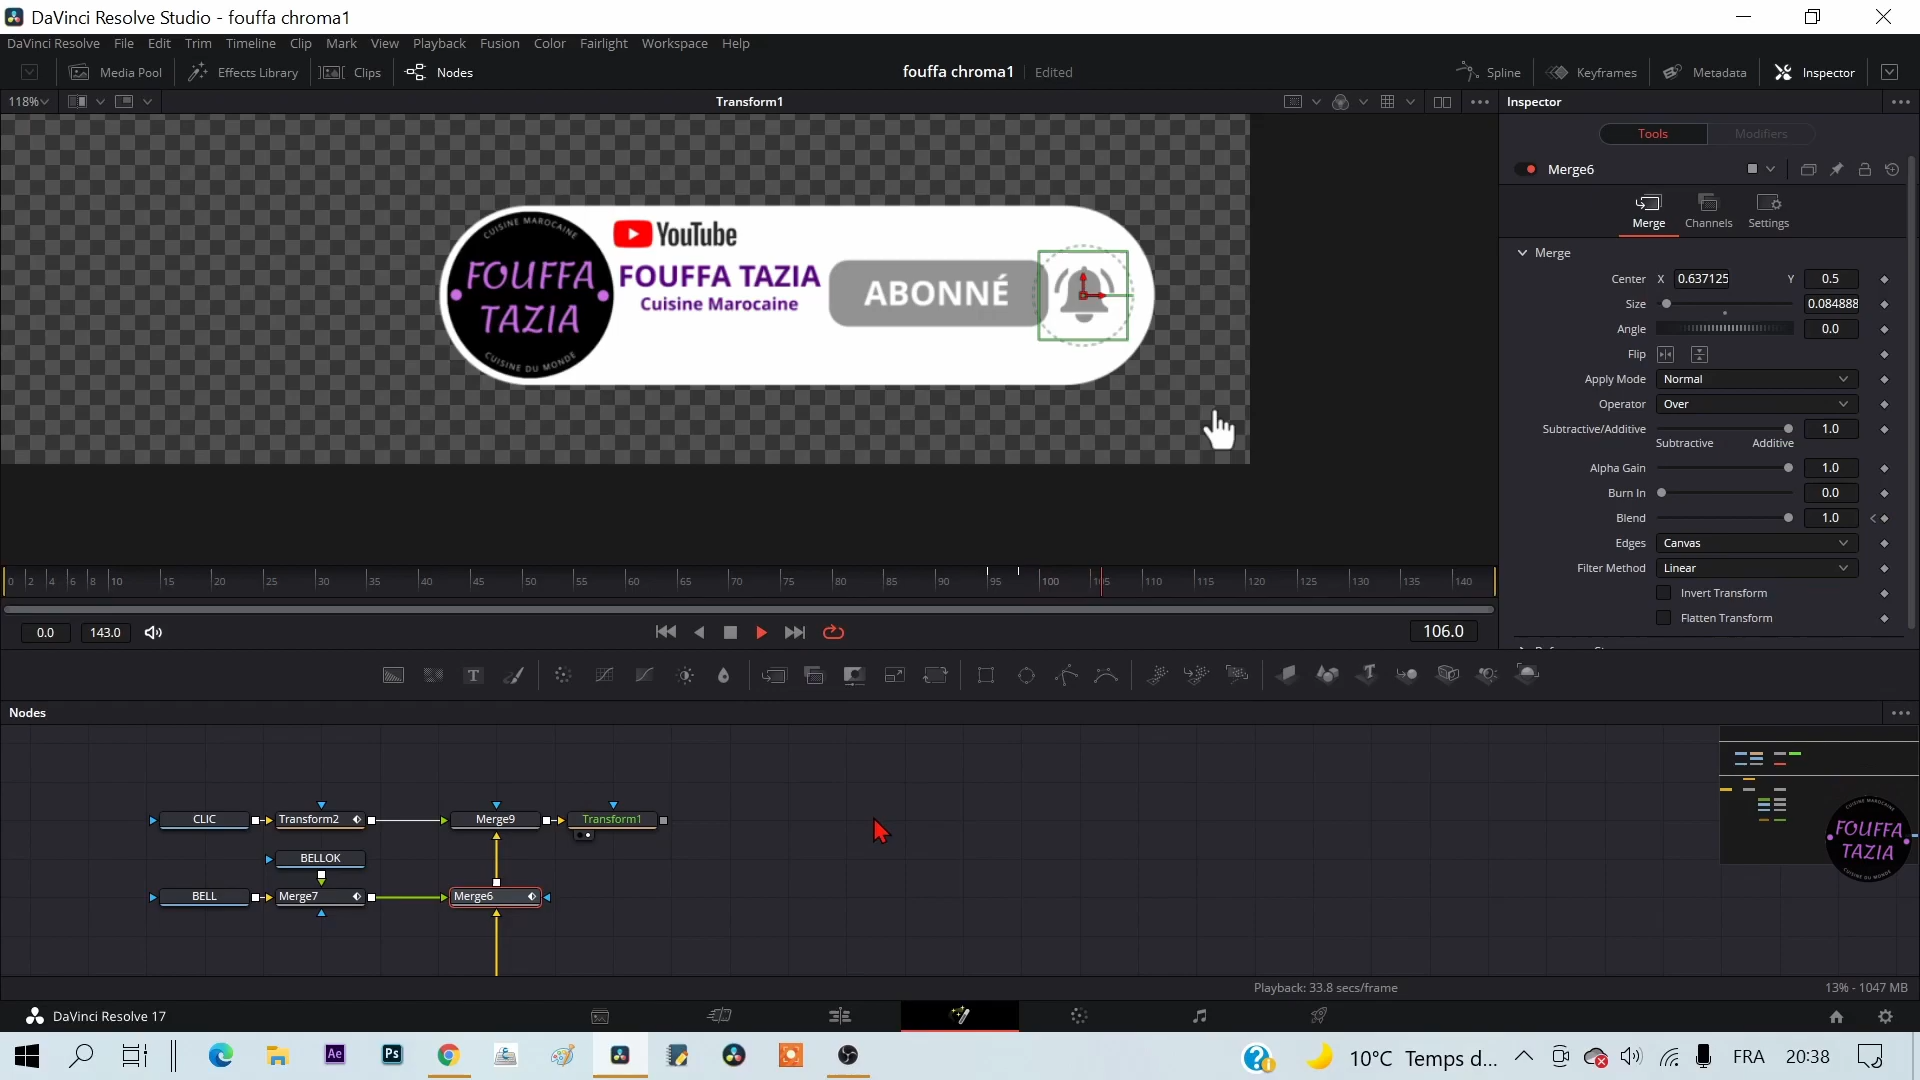 DaVinci Resolve Studio - fouffa chroma1
DaVinci Resolve File Edit Trim Timeline Clip Mark View Playback Fusion Color Fairlight Workspace Help
Media Pool Effects Library Clips Nodes fouffa chroma1 Edited Spline Keyframes Metadata Inspector
118% Transform1 Inspector
Tools Modifiers
Merge6
Merge Channels Settings
Merge
Center X 0.637125 Y 0.5
Size 0.084888
Angle 0.0
Flip
Apply Mode Normal
Operator Over
Subtractive/Additive 1.0
Subtractive Additive
Alpha Gain 1.0
Burn In 0.0
Blend 1.0
Edges Canvas
Filter Method Linear
Invert Transform
Flatten Transform
CUISINE MAROCAINE
FOUFFA
TAZIA
CUISINE DU MONDE
YouTube
FOUFFA TAZIA
Cuisine Marocaine
ABONNÉ
0 2 4 6 8 10 15 20 25 30 35 40 45 50 55 60 65 70 75 80 85 90 95 100 105 110 115 120 125 130 135 140
0.0 143.0 106.0
Nodes
CLIC Transform2 Merge9 Transform1
BELLOK
BELL Merge7 Merge6
FOUFFA
TAZIA
Playback: 33.8 secs/frame 13% - 1047 MB
DaVinci Resolve 17
Ae Ps 10°C Temps d... FRA 20:38